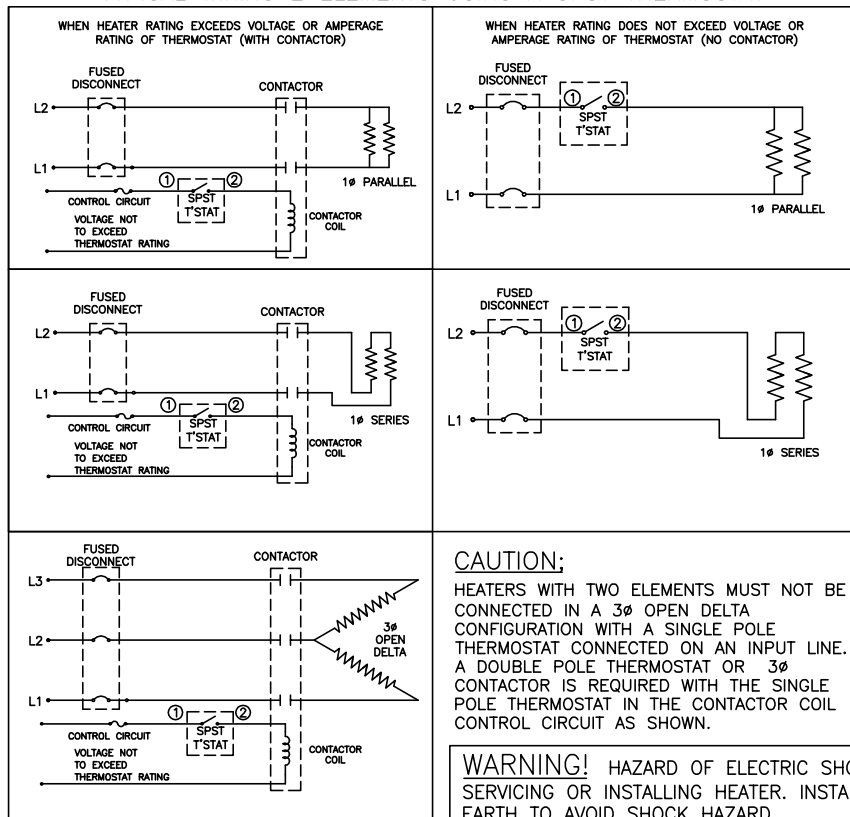 WHEN HEATER RATING EXCEEDS VOLTAGE OR AMPERAGE
RATING OF THERMOSTAT (WITH CONTACTOR)
FUSED
DISCONNECT
CONTACTOR
L2
L1
1ø PARALLEL
① ②
SPST
T'STAT
CONTROL CIRCUIT
VOLTAGE NOT
TO EXCEED
THERMOSTAT RATING
CONTACTOR
COIL
WHEN HEATER RATING DOES NOT EXCEED VOLTAGE OR
AMPERAGE RATING OF THERMOSTAT (NO CONTACTOR)
FUSED
DISCONNECT
L2
① ②
SPST
T'STAT
L1
1ø PARALLEL
FUSED
DISCONNECT
CONTACTOR
L2
L1
① ②
SPST
T'STAT
1ø SERIES
CONTROL CIRCUIT
VOLTAGE NOT
TO EXCEED
THERMOSTAT RATING
CONTACTOR
COIL
FUSED
DISCONNECT
L2
① ②
SPST
T'STAT
L1
1ø SERIES
FUSED
DISCONNECT
CONTACTOR
L3
L2
3ø
OPEN
DELTA
L1
① ②
SPST
T'STAT
CONTROL CIRCUIT
VOLTAGE NOT
TO EXCEED
THERMOSTAT RATING
CONTACTOR
COIL
CAUTION;
HEATERS WITH TWO ELEMENTS MUST NOT BE
CONNECTED IN A 3ø OPEN DELTA
CONFIGURATION WITH A SINGLE POLE
THERMOSTAT CONNECTED ON AN INPUT LINE.
A DOUBLE POLE THERMOSTAT OR 3ø
CONTACTOR IS REQUIRED WITH THE SINGLE
POLE THERMOSTAT IN THE CONTACTOR COIL
CONTROL CIRCUIT AS SHOWN.
WARNING! HAZARD OF ELECTRIC
SERVICING OR INSTALLING HEATER.
EARTH TO AVOID SHOCK HAZARD